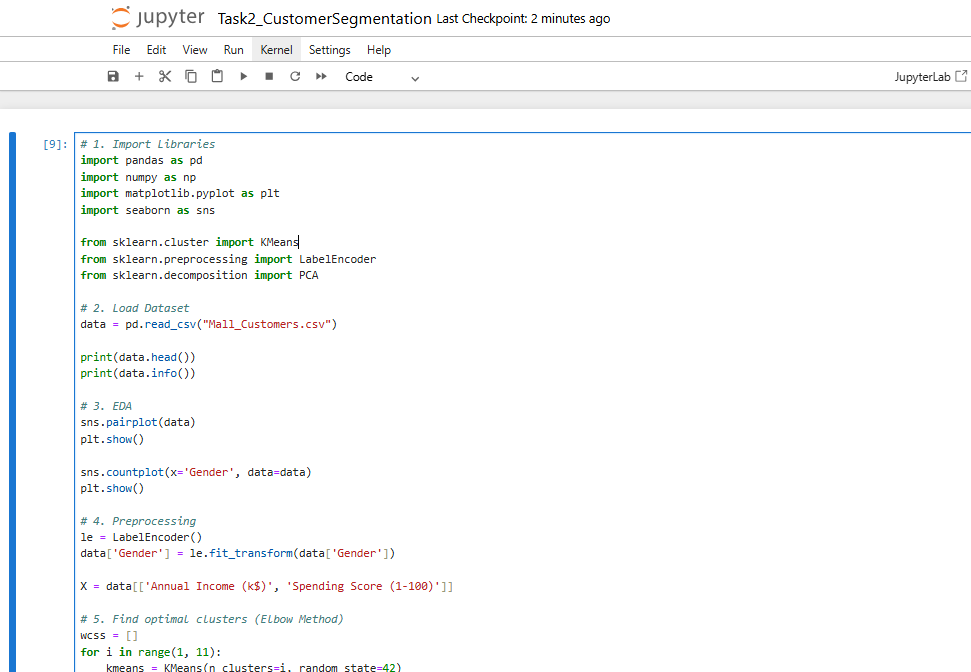 jupyter Task2_CustomerSegmentation Last Checkpoint: 2 minutes ago
File Edit View Run Kernel Settings Help
Code JupyterLab
[9]:
# 1. Import Libraries
import pandas as pd
import numpy as np
import matplotlib.pyplot as plt
import seaborn as sns
from sklearn.cluster import KMeans
from sklearn.preprocessing import LabelEncoder
from sklearn.decomposition import PCA
# 2. Load Dataset
data = pd.read_csv("Mall_Customers.csv")
print(data.head())
print(data.info())
# 3. EDA
sns.pairplot(data)
plt.show()
sns.countplot(x='Gender', data=data)
plt.show()
# 4. Preprocessing
le = LabelEncoder()
data['Gender'] = le.fit_transform(data['Gender'])
X = data[['Annual Income (k$)', 'Spending Score (1-100)']]
# 5. Find optimal clusters (Elbow Method)
wcss = []
for i in range(1, 11):
    kmeans = KMeans(n_clusters=i, random_state=42)